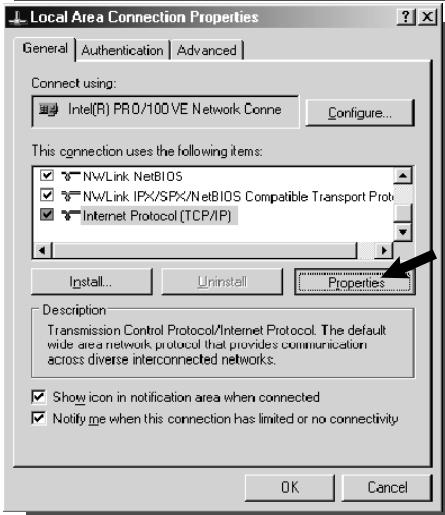 Local Area Connection Properties
General Authentication Advanced
Connect using:
Intel(R) PRO/100 VE Network Conne Configure...
This connection uses the following items:
NWLink NetBIOS
NWLink IPX/SPX/NetBIOS Compatible Transport Prot
Internet Protocol (TCP/IP)
Install... Uninstall Properties
Description
Transmission Control Protocol/Internet Protocol. The default
wide area network protocol that provides communication
across diverse interconnected networks.
Show icon in notification area when connected
Notify me when this connection has limited or no connectivity
OK Cancel